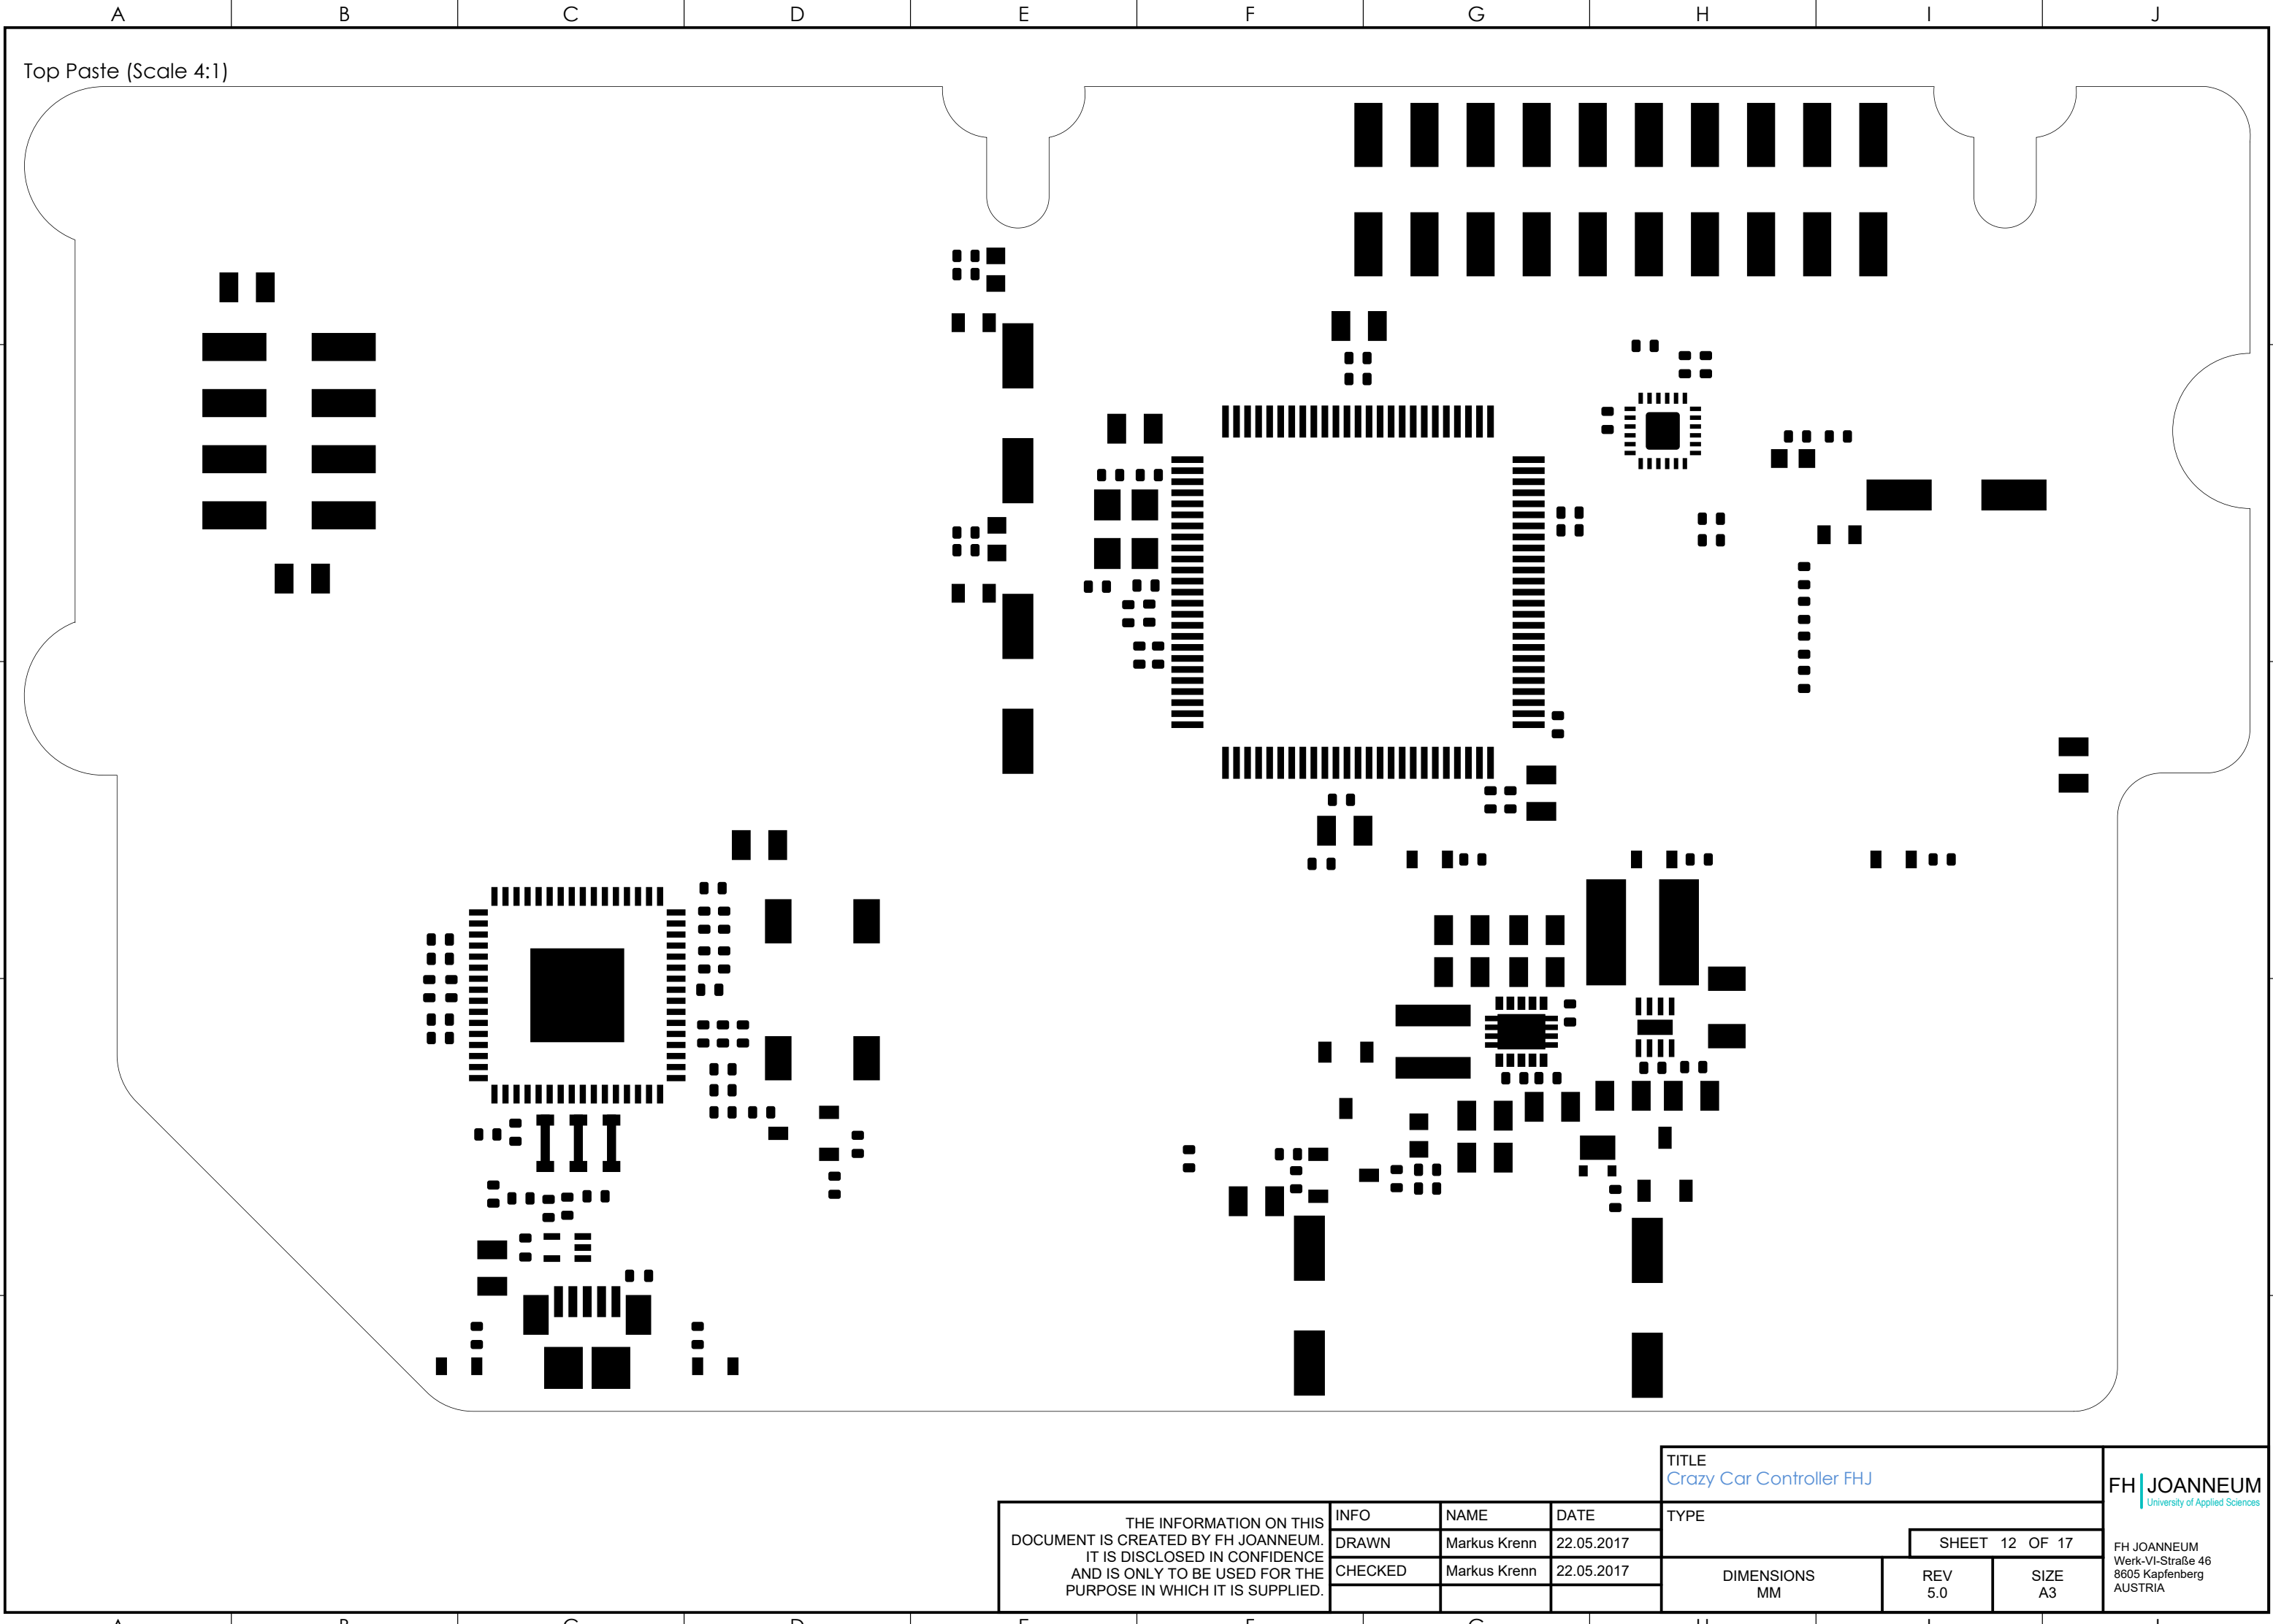 A B C D E F G H I J
Top Paste (Scale 4:1)
TITLE
Crazy Car Controller FHJ
FH JOANNEUM
University of Applied Sciences
THE INFORMATION ON THIS
DOCUMENT IS CREATED BY FH JOANNEUM.
IT IS DISCLOSED IN CONFIDENCE
AND IS ONLY TO BE USED FOR THE
PURPOSE IN WHICH IT IS SUPPLIED.
INFO NAME DATE
DRAWN Markus Krenn 22.05.2017
CHECKED Markus Krenn 22.05.2017
TYPE
SHEET 12 OF 17
DIMENSIONS
MM
REV
5.0
SIZE
A3
FH JOANNEUM
Werk-VI-Straße 46
8605 Kapfenberg
AUSTRIA